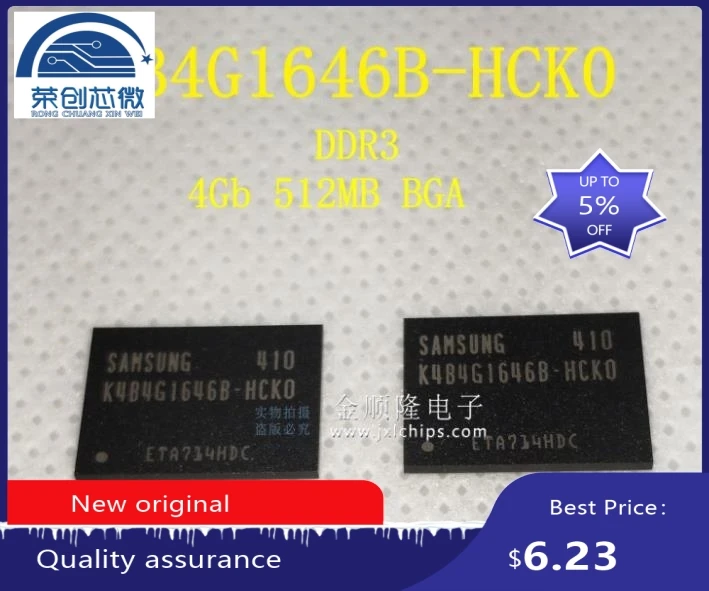 荣创芯微
RONG CHUANG XIN WEI
B4G1646B-HCK0
DDR3
4Gb 512MB BGA
UP TO
5%
OFF
SAMSUNG 410
K4B4G1646B-HCK0
实物拍摄
盗版必究
ETA734HDC
SAMSUNG 410
K4B4G1646B-HCK0
金顺隆电子
www.jxlchips.com
ETA734HDC
New original
Quality assurance
Best Price:
$6.23